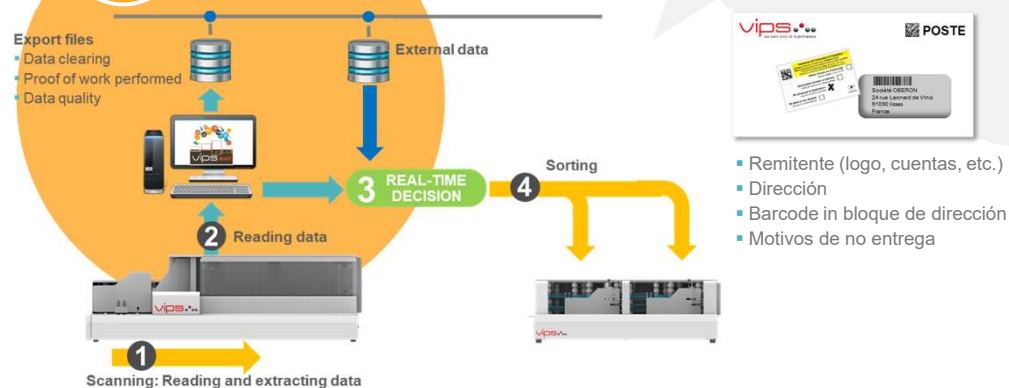 Export files
Data clearing
Proof of work performed
Data quality
External data
vips
3 REAL-TIME
DECISION
4
Sorting
2 Reading data
vips
vips
1
Scanning: Reading and extracting data
vips
POSTE
X
Société OBERON
24 rue Leonard de Vinci
91090 lisses
France
Remitente (logo, cuentas, etc.)
Dirección
Barcode in bloque de dirección
Motivos de no entrega